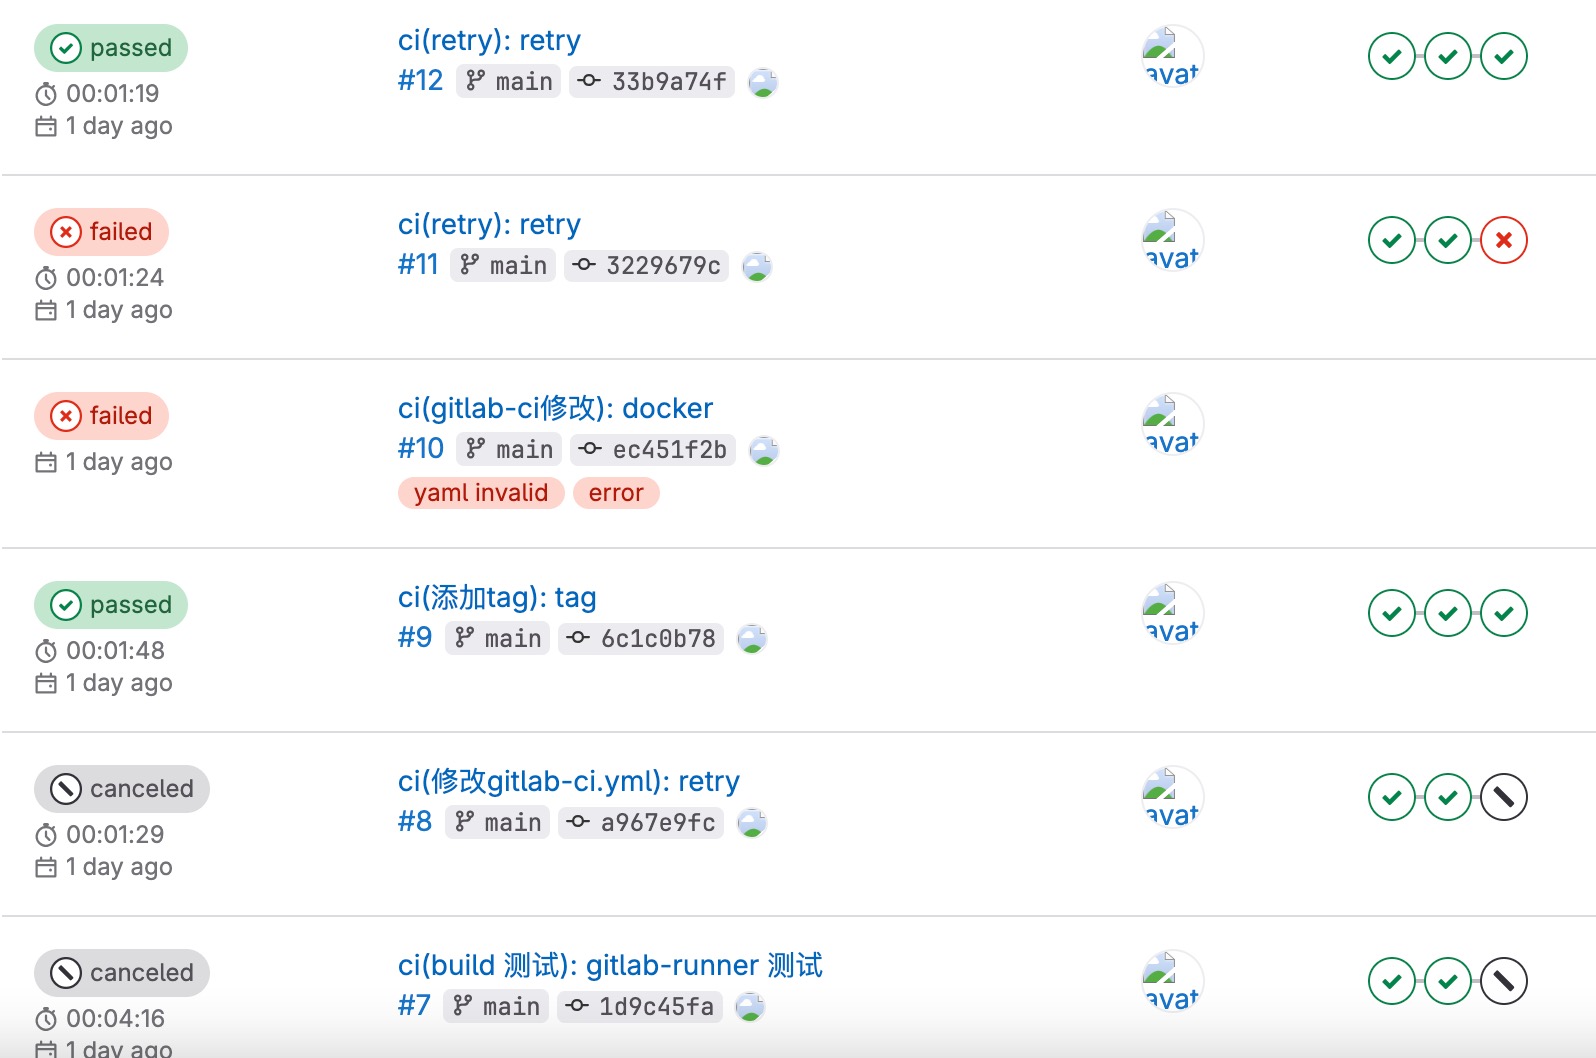 passed
00:01:19
1 day ago
ci(retry): retry
#12 main 33b9a74f
avat
failed
00:01:24
1 day ago
ci(retry): retry
#11 main 3229679c
avat
failed
1 day ago
ci(gitlab-ci修改): docker
#10 main ec451f2b
yaml invalid error
avat
passed
00:01:48
1 day ago
ci(添加tag): tag
#9 main 6c1c0b78
avat
canceled
00:01:29
1 day ago
ci(修改gitlab-ci.yml): retry
#8 main a967e9fc
avat
canceled
00:04:16
1 day ago
ci(build 测试): gitlab-runner 测试
#7 main 1d9c45fa
avat